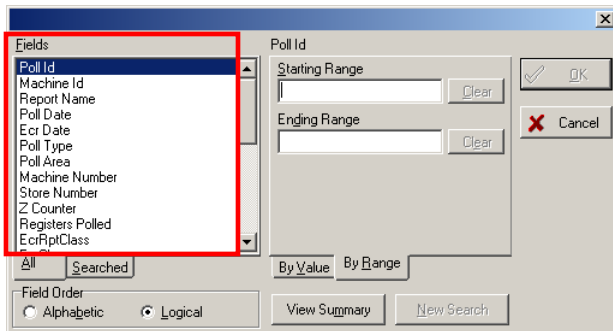 Fields
Poll Id
Machine Id
Report Name
Poll Date
Ecr Date
Poll Type
Poll Area
Machine Number
Store Number
Z Counter
Registers Polled
EcrRptClass
All
Searched
Field Order
Alphabetic
Logical
Poll Id
Starting Range
Clear
Ending Range
Clear
By Value
By Range
View Summary
New Search
OK
Cancel